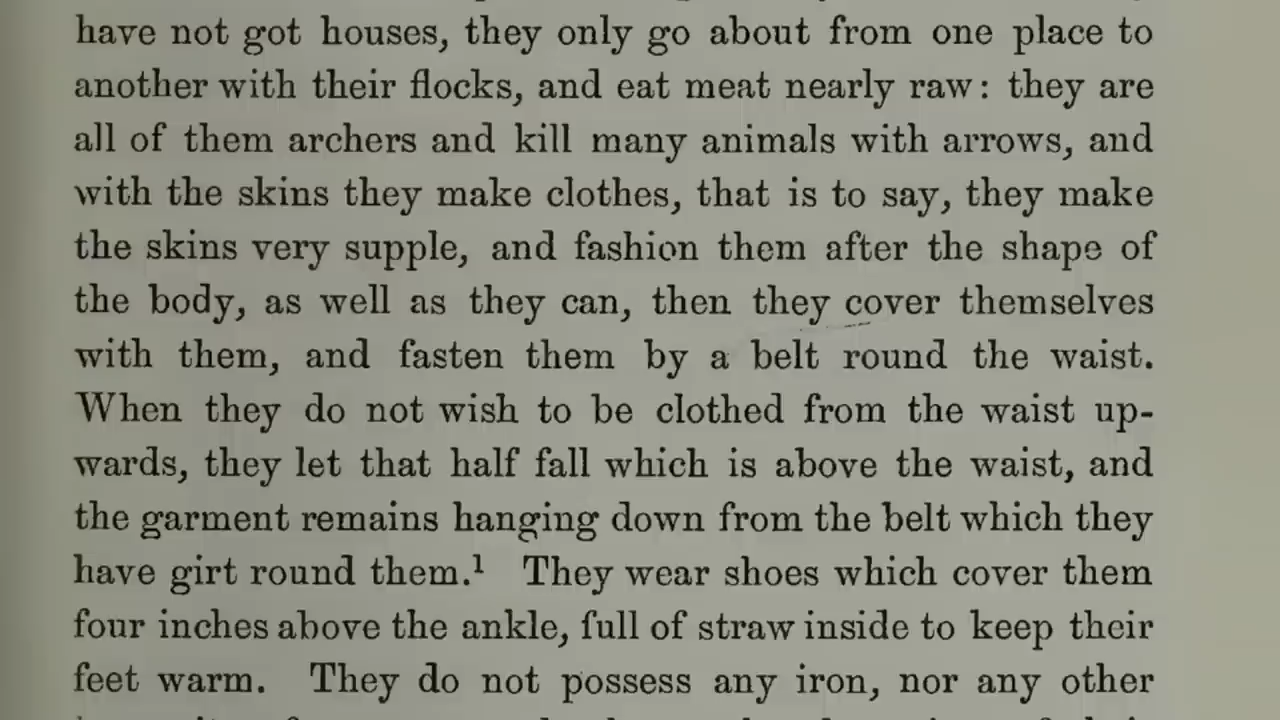 have not got houses, they only go about from one place to
another with their flocks, and eat meat nearly raw: they are
all of them archers and kill many animals with arrows, and
with the skins they make clothes, that is to say, they make
the skins very supple, and fashion them after the shape of
the body, as well as they can, then they cover themselves
with them, and fasten them by a belt round the waist.
When they do not wish to be clothed from the waist up-
wards, they let that half fall which is above the waist, and
the garment remains hanging down from the belt which they
have girt round them.¹ They wear shoes which cover them
four inches above the ankle, full of straw inside to keep their
feet warm. They do not possess any iron, nor any other